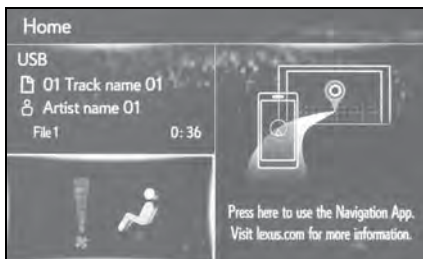 Home
USB
01 Track name 01
Artist name 01
File 1 0:36
Press here to use the Navigation App.
Visit lexus.com for more information.